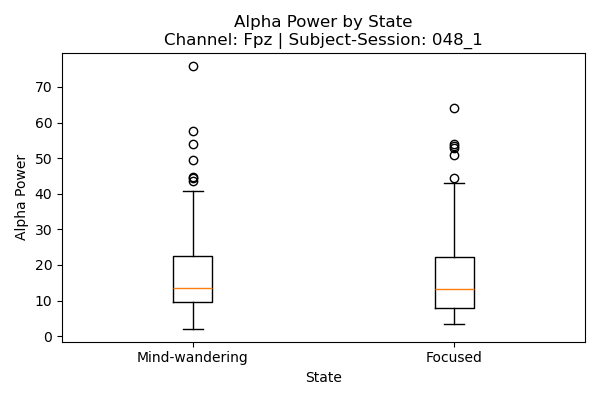 Alpha Power by State
Channel: Fpz | Subject-Session: 048_1
Alpha Power
70
60
50
40
30
20
10
0
Mind-wandering
Focused
State